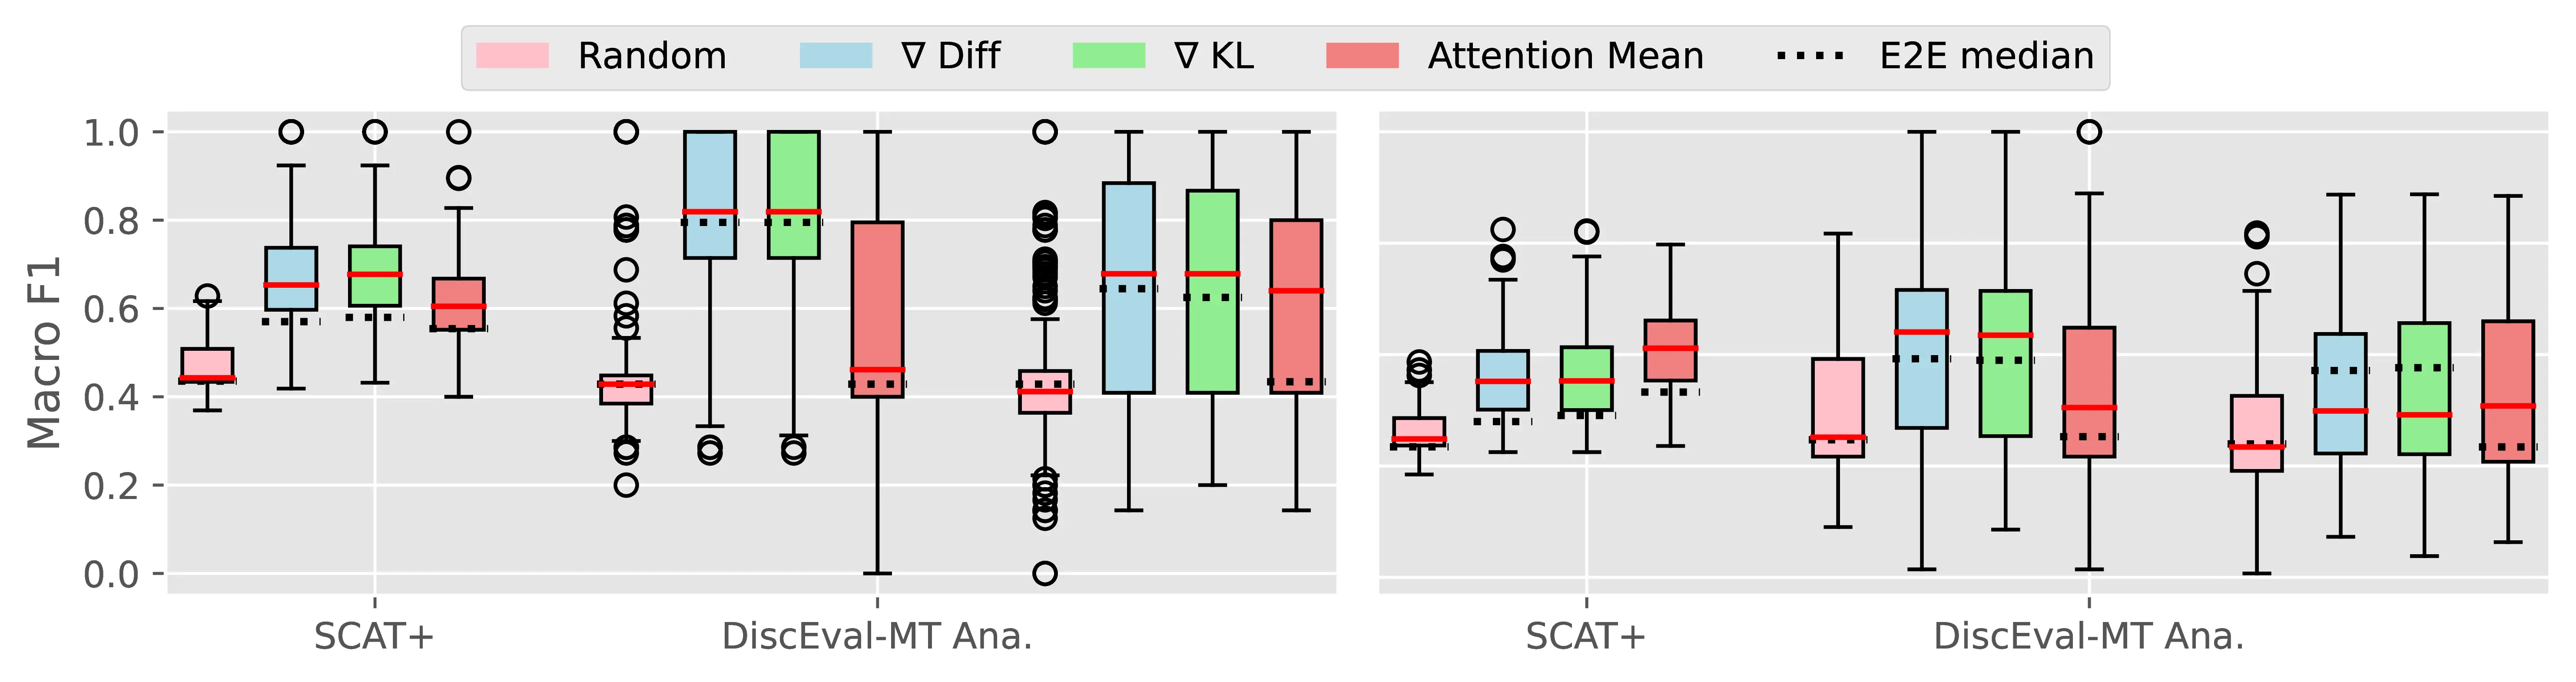 Random ∇ Diff ∇ KL Attention Mean E2E median
Macro F1
1.0
0.8
0.6
0.4
0.2
0.0
SCAT+ DiscEval-MT Ana. SCAT+ DiscEval-MT Ana.